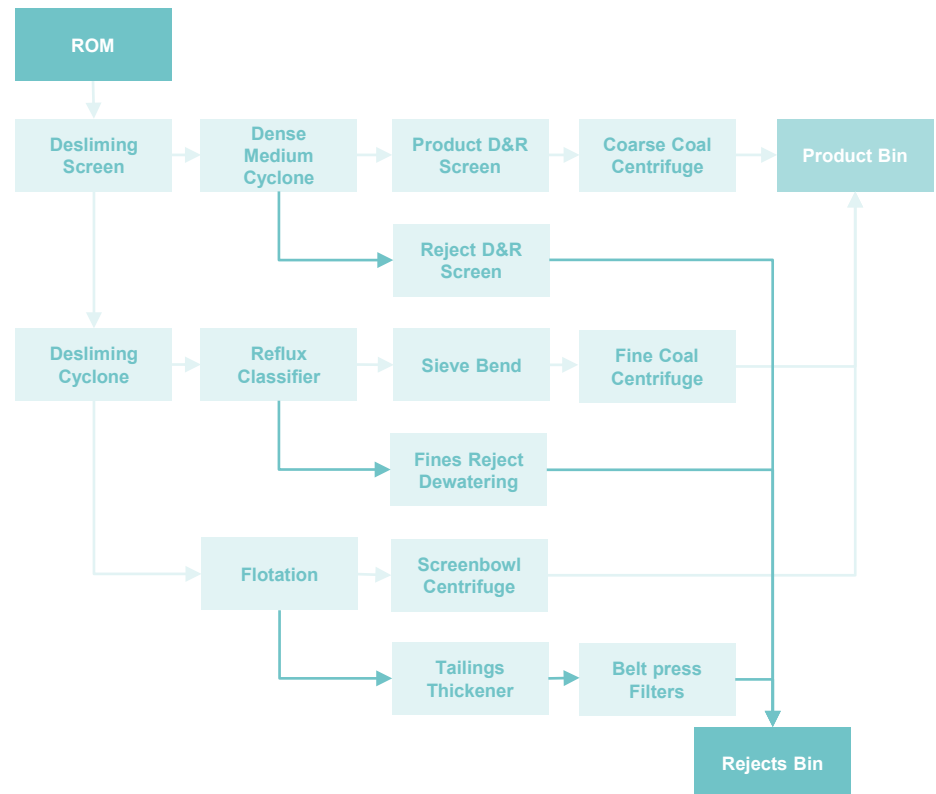 ROM
Desliming
Screen
Dense
Medium
Cyclone
Product D&R
Screen
Coarse Coal
Centrifuge
Product Bin
Reject D&R
Screen
Desliming
Cyclone
Reflux
Classifier
Sieve Bend
Fine Coal
Centrifuge
Fines Reject
Dewatering
Flotation
Screenbowl
Centrifuge
Tailings
Thickener
Belt press
Filters
Rejects Bin